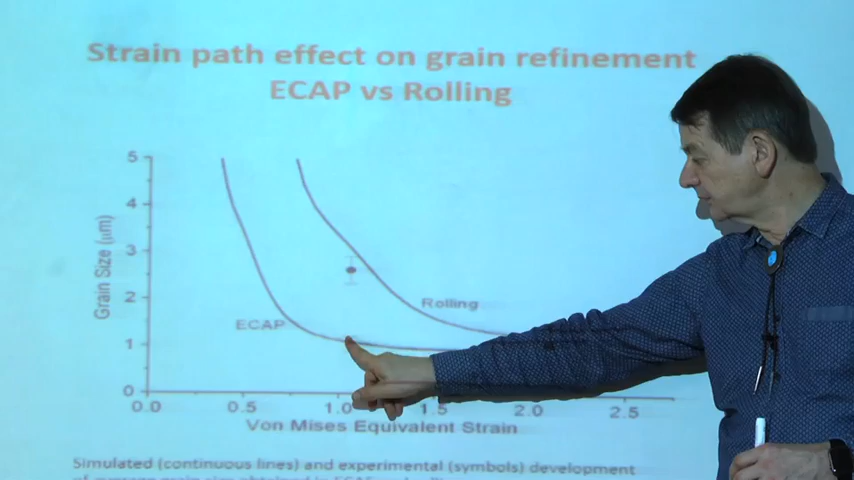 Strain path effect on grain refinement
ECAP vs Rolling
5
4
3
2
1
0
Grain Size (μm)
ECAP
Rolling
0.0 0.5 1.0 1.5 2.0 2.5
Von Mises Equivalent Strain
Simulated (continuous lines) and experimental (symbols) development